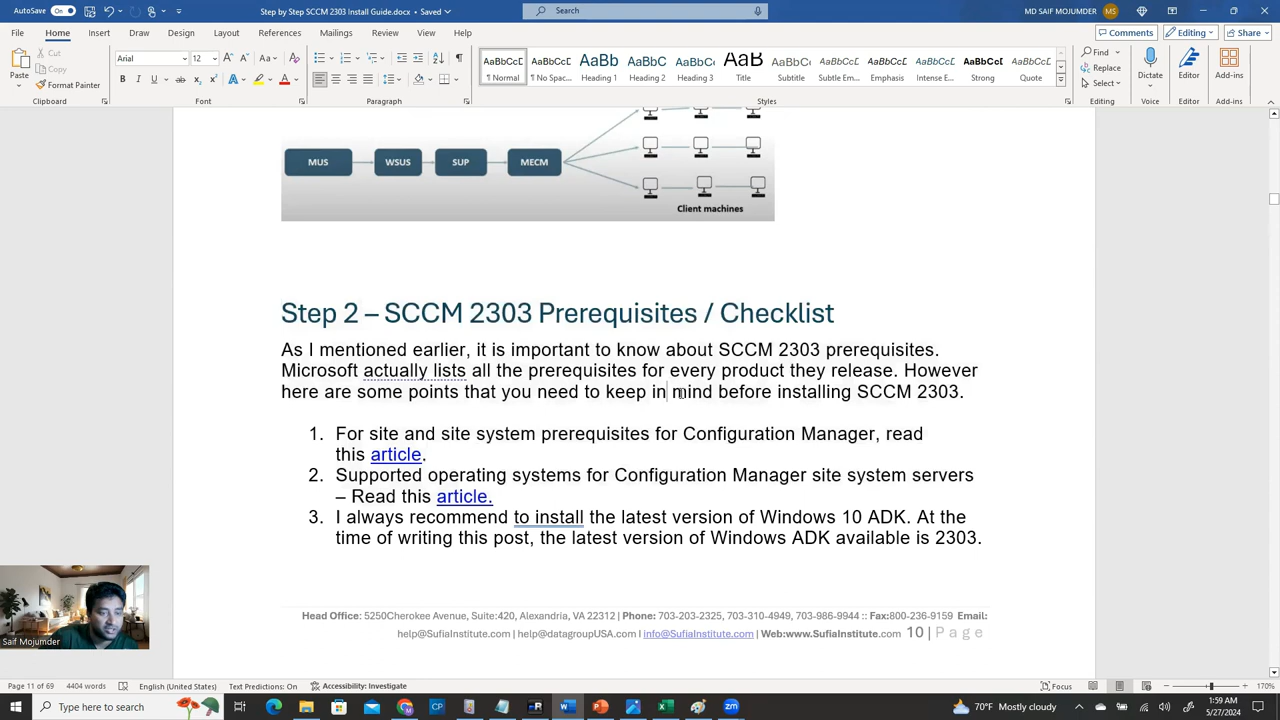 AutoSave On
Step by Step SCCM 2303 Install Guide.docx
Search
MD SAIF MOJUMDER MS
File Home Insert Draw Design Layout References Mailings Review View Help
Comments Editing Share
Paste
Cut
Copy
Format Painter
Clipboard
Arial 12
Font
Paragraph
AaBbCcD AaBbCcD AaBbC AaBbC AaBbC AaB AaBbCcD AaBbCcD AaBbCcD AaBbCcD AaBbCcD AaBbCcD
¶ Normal ¶ No Spac... Heading 1 Heading 2 Heading 3 Title Subtitle Subtle Em... Emphasis Intense E... Strong Quote
Styles
Find
Replace
Select
Editing
Dictate
Voice
Editor
Editor
Add-ins
Add-ins
MUS WSUS SUP MECM
Client machines
Step 2 – SCCM 2303 Prerequisites / Checklist
As I mentioned earlier, it is important to know about SCCM 2303 prerequisites.
Microsoft actually lists all the prerequisites for every product they release. However
here are some points that you need to keep in mind before installing SCCM 2303.
1. For site and site system prerequisites for Configuration Manager, read
this article.
2. Supported operating systems for Configuration Manager site system servers
– Read this article.
3. I always recommend to install the latest version of Windows 10 ADK. At the
time of writing this post, the latest version of Windows ADK available is 2303.
Head Office: 5250Cherokee Avenue, Suite:420, Alexandria, VA 22312 | Phone: 703-203-2325, 703-310-4949, 703-986-9944 :: Fax:800-236-9159 Email:
help@SufiaInstitute.com | help@datagroupUSA.com I info@SufiaInstitute.com | Web:www.SufiaInstitute.com 10 | Page
Saif Mojumder
Page 11 of 69 4404 words English (United States) Text Predictions: On Accessibility: Investigate
Focus
170%
Type here to search
70°F Mostly cloudy
1:59 AM
5/27/2024